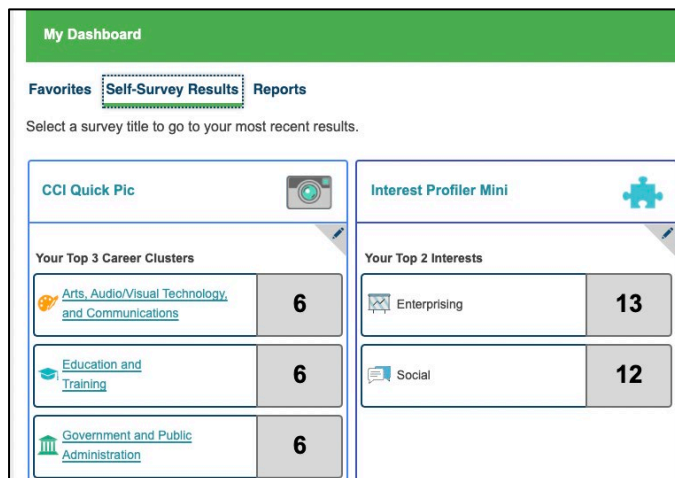 My Dashboard
Favorites Self-Survey Results Reports
Select a survey title to go to your most recent results.
CCI Quick Pic
Your Top 3 Career Clusters
Arts, Audio/Visual Technology,
and Communications
6
Education and
Training
6
Government and Public
Administration
6
Interest Profiler Mini
Your Top 2 Interests
Enterprising
13
Social
12